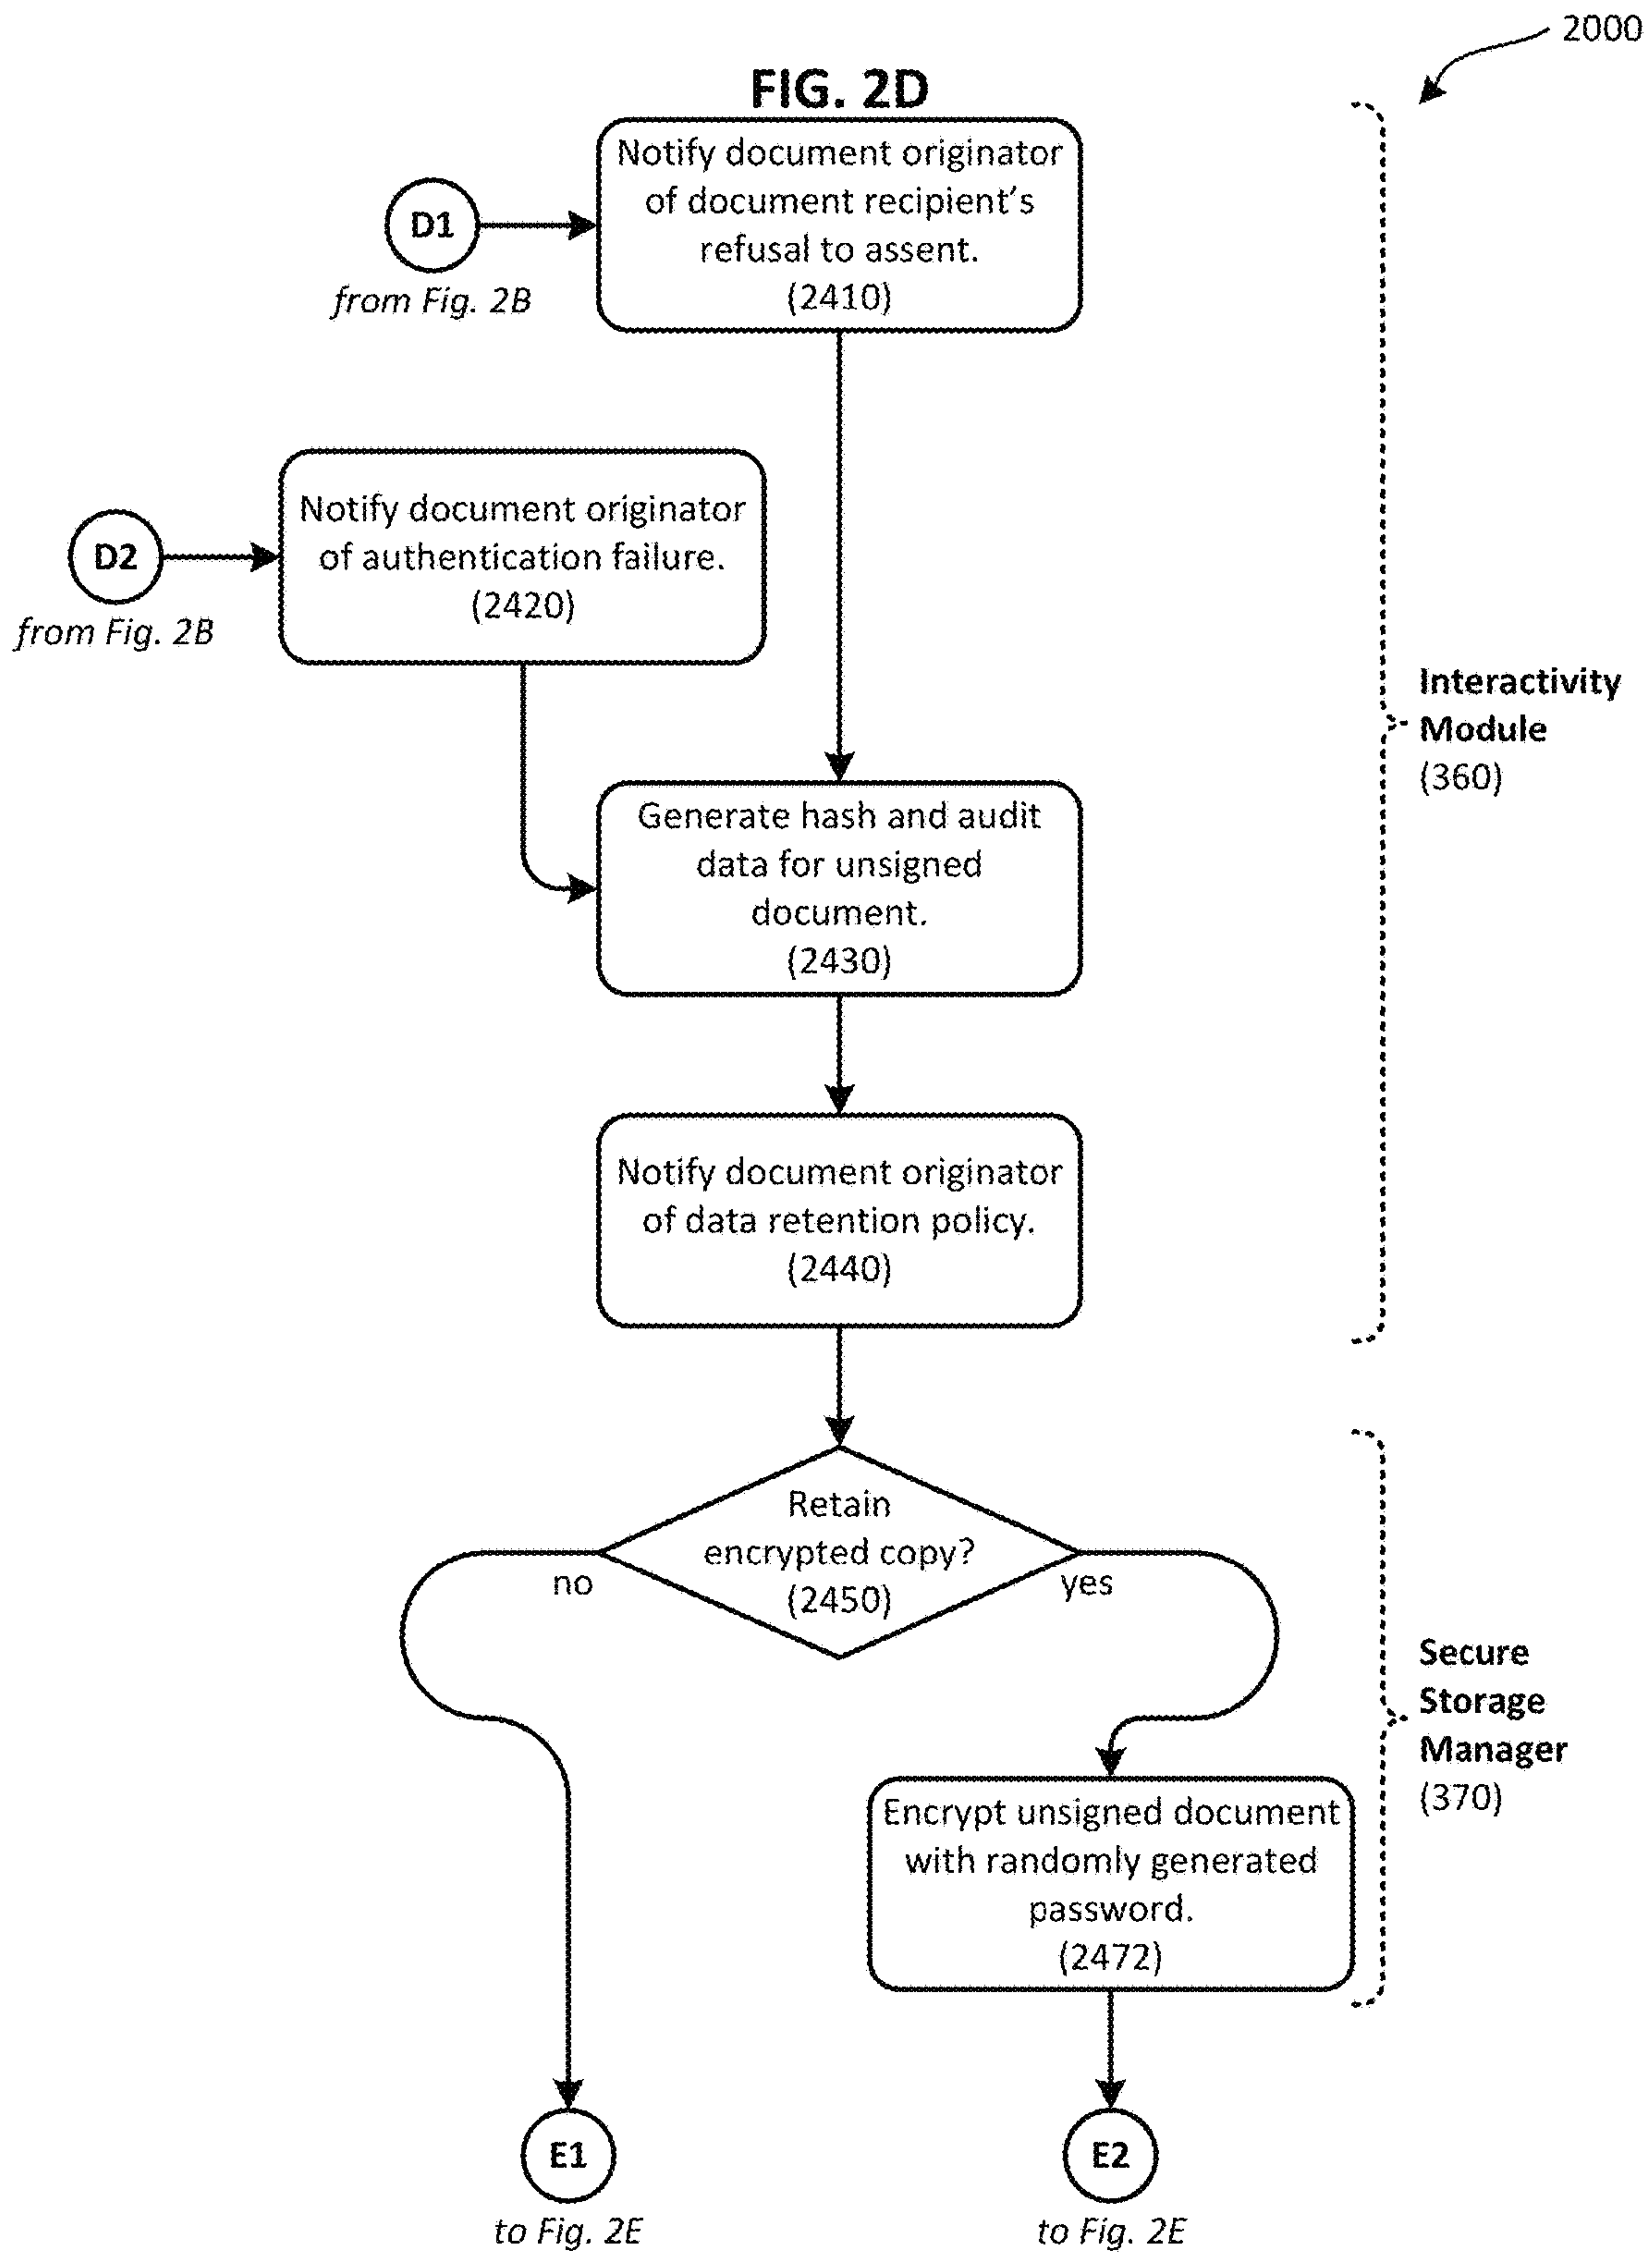 2000
FIG. 2D
Notify document originator
of document recipient's
refusal to assent.
(2410)
D1
from Fig. 2B
Notify document originator
of authentication failure.
(2420)
D2
from Fig. 2B
Interactivity
Module
(360)
Generate hash and audit
data for unsigned
document.
(2430)
Notify document originator
of data retention policy.
(2440)
Retain
encrypted copy?
(2450)
no
yes
Secure
Storage
Manager
(370)
Encrypt unsigned document
with randomly generated
password.
(2472)
E1
to Fig. 2E
E2
to Fig. 2E